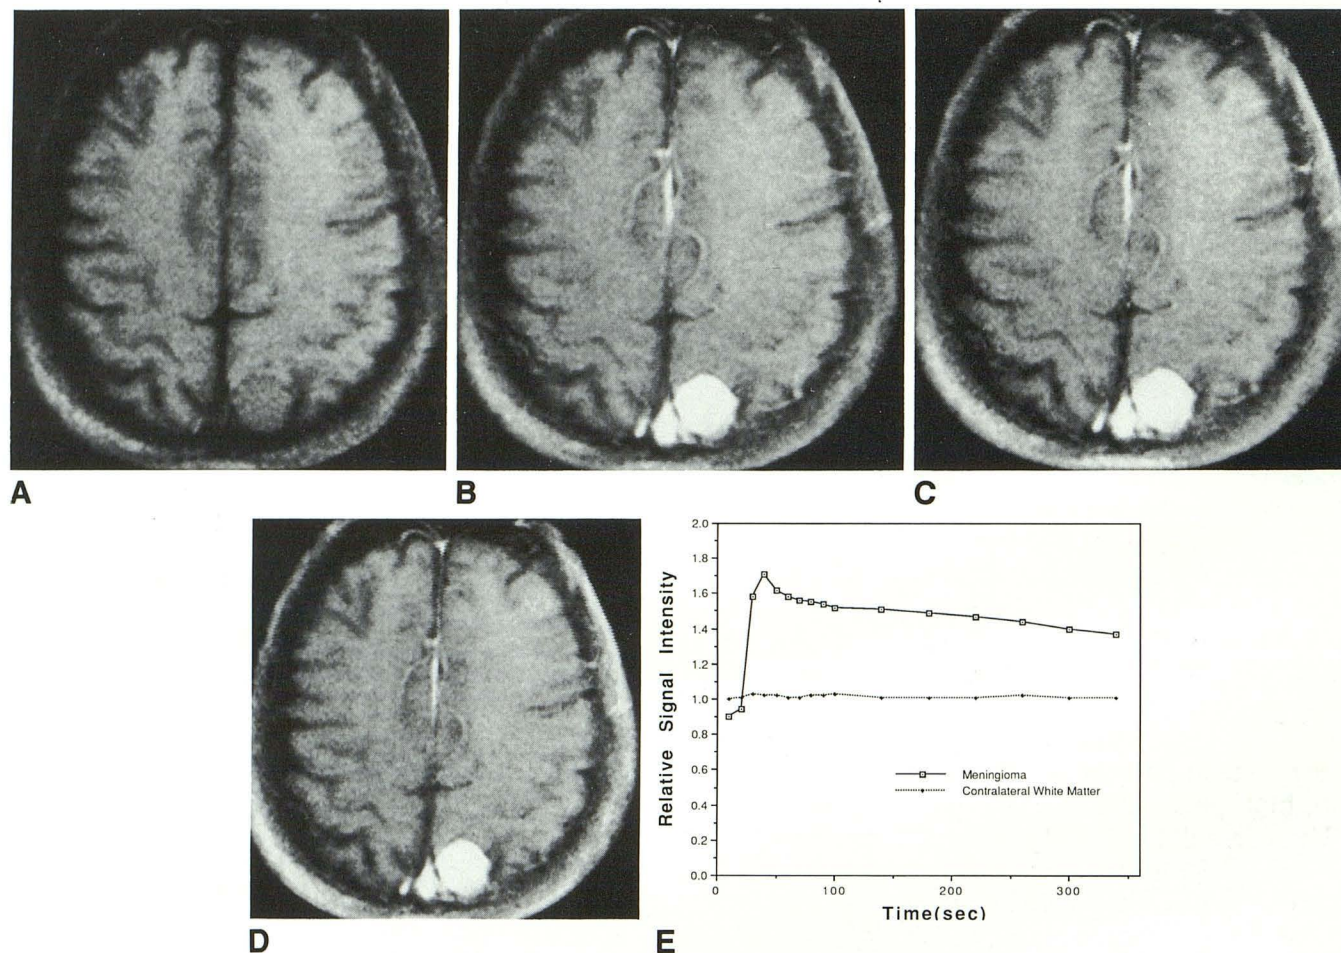 A
B
C
D
E
Relative Signal Intensity
2.0
1.8
1.6
1.4
1.2
1.0
0.8
0.6
0.4
0.2
0.0
Meningioma
Contralateral White Matter
0
100
200
300
Time(sec)